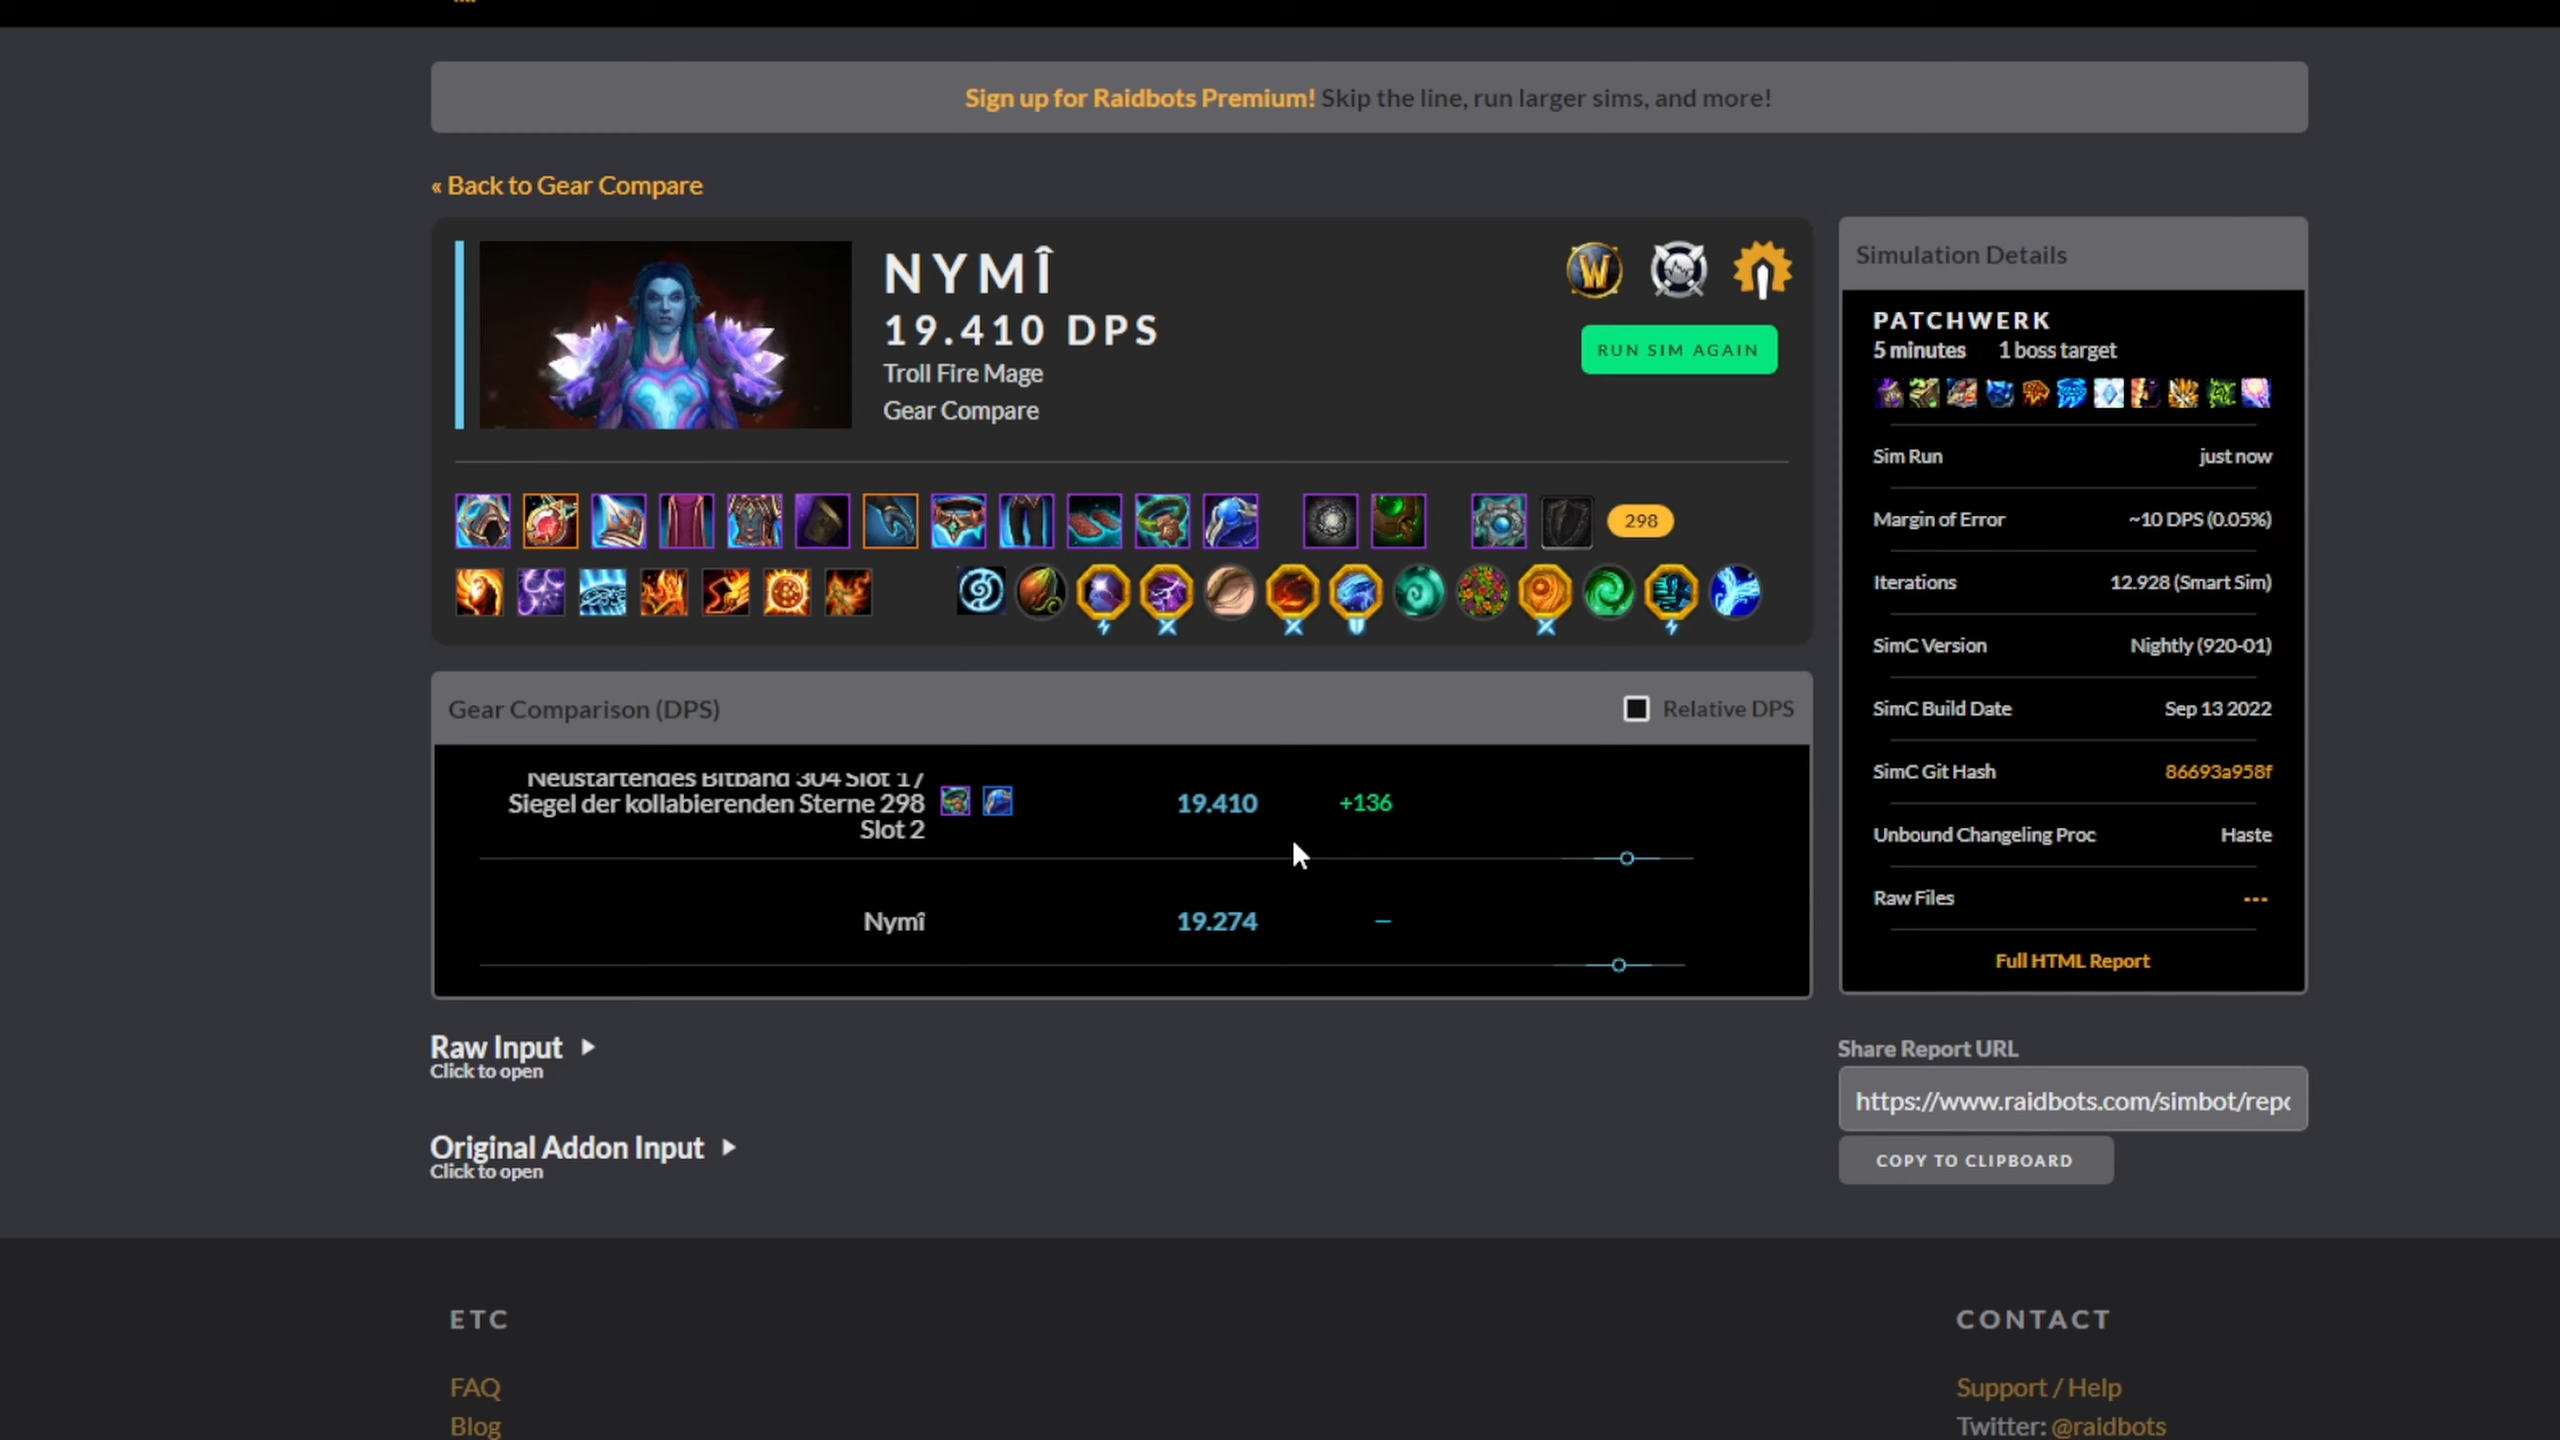 Sign up for Raidbots Premium! Skip the line, run larger sims, and more!
« Back to Gear Compare
NYMÎ
19.410 DPS
Troll Fire Mage
Gear Compare
RUN SIM AGAIN
298
Gear Comparison (DPS)
Relative DPS
Neustartendes Bitband 304 Slot 1 /
Siegel der kollabierenden Sterne 298
Slot 2
19.410
+136
Nymî
19.274
–
Raw Input
Click to open
Original Addon Input
Click to open
Simulation Details
PATCHWERK
5 minutes 1 boss target
Sim Run just now
Margin of Error ~10 DPS (0.05%)
Iterations 12.928 (Smart Sim)
SimC Version Nightly (920-01)
SimC Build Date Sep 13 2022
SimC Git Hash 86693a958f
Unbound Changeling Proc Haste
Raw Files ---
Full HTML Report
Share Report URL
https://www.raidbots.com/simbot/repo
COPY TO CLIPBOARD
ETC
FAQ
Blog
CONTACT
Support / Help
Twitter: @raidbots